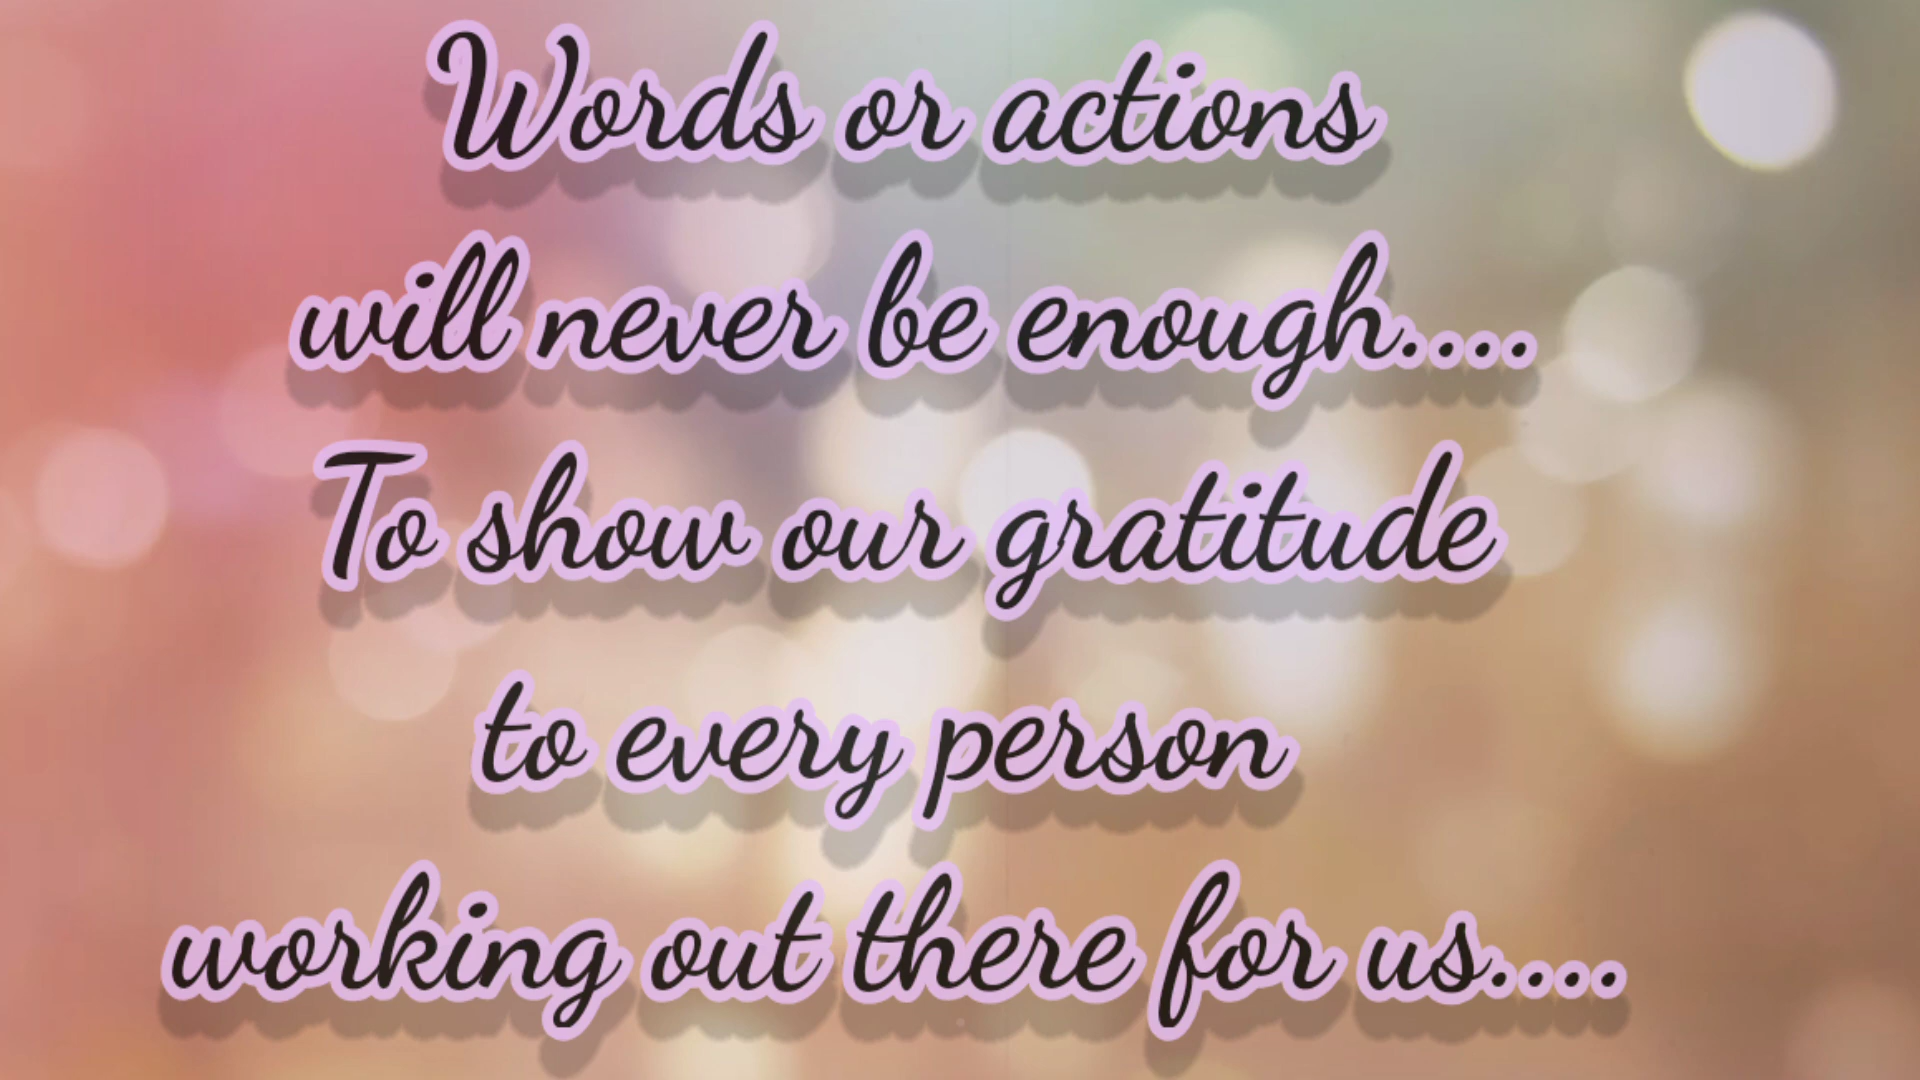 Words or actions
will never be enough....
To show our gratitude
to every person
working out there for us....